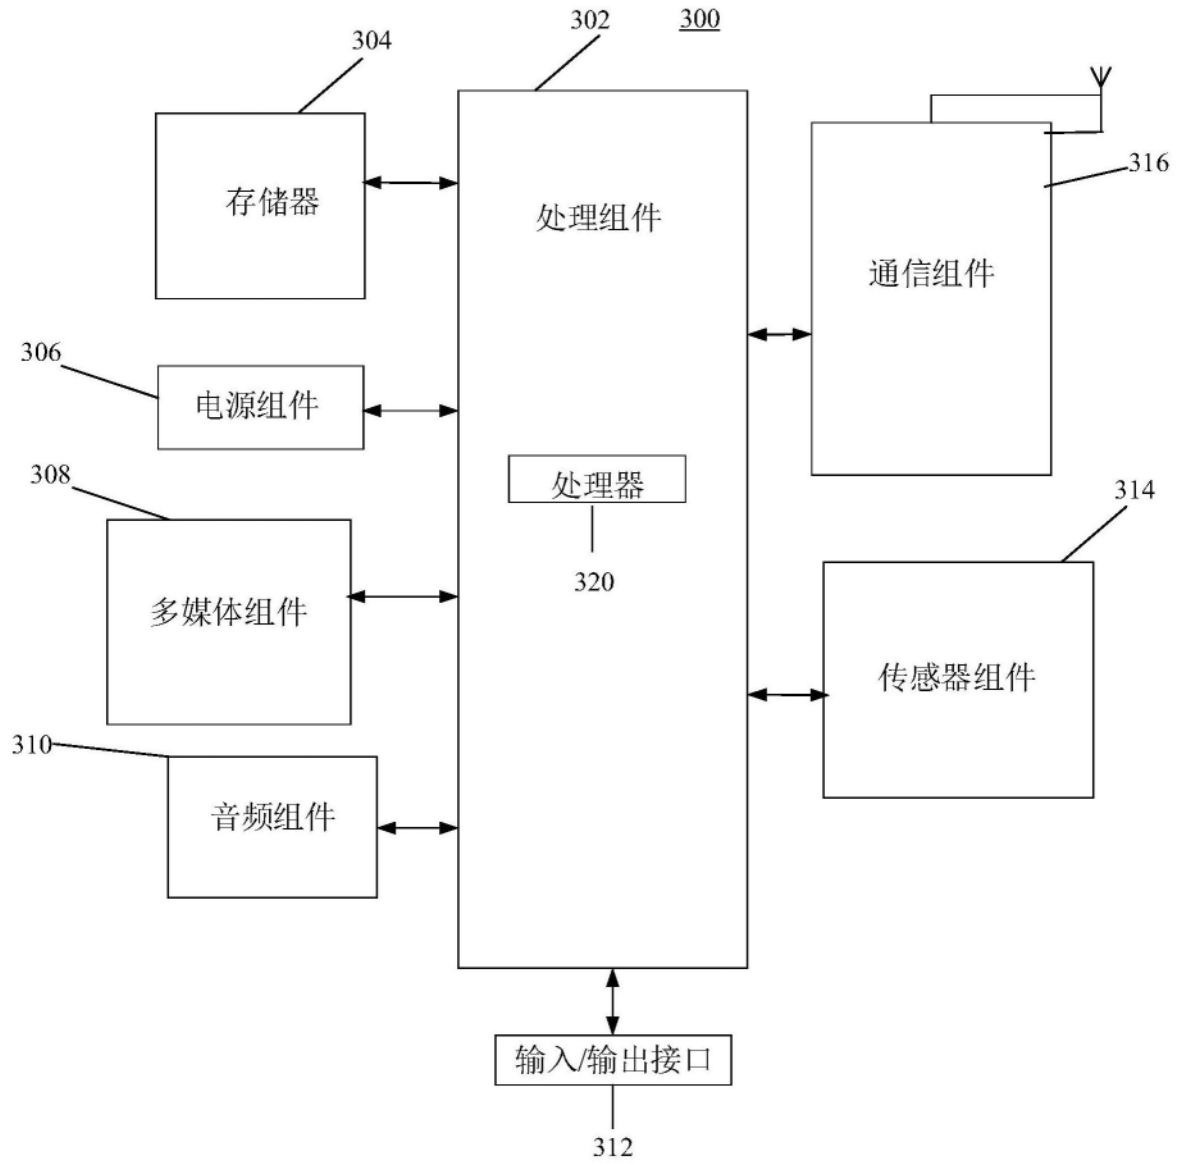 302
300
304
316
存储器
处理组件
通信组件
306
电源组件
308
处理器
314
320
多媒体组件
传感器组件
310
音频组件
输入/输出接口
312